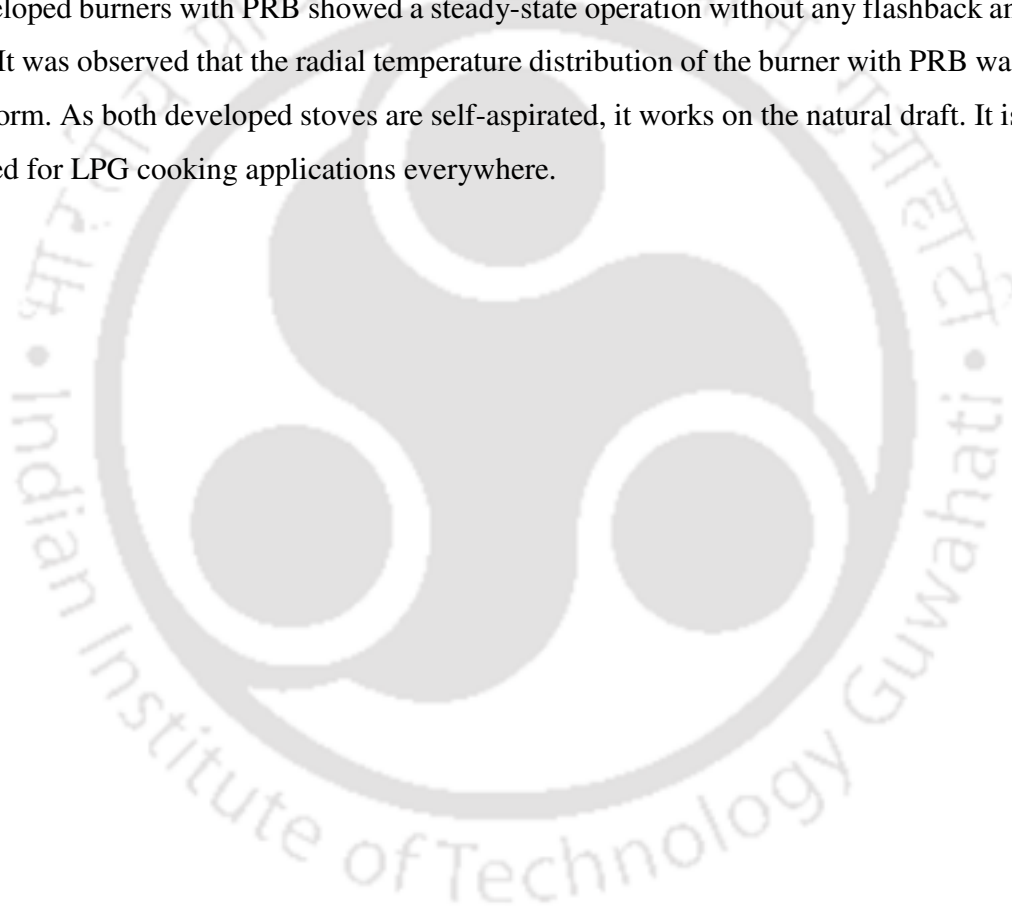 eloped burners with PRB showed a steady-state operation without any flashback an
It was observed that the radial temperature distribution of the burner with PRB wa
orm. As both developed stoves are self-aspirated, it works on the natural draft. It is
ed for LPG cooking applications everywhere.
Indian Institute of Technology Guwahati